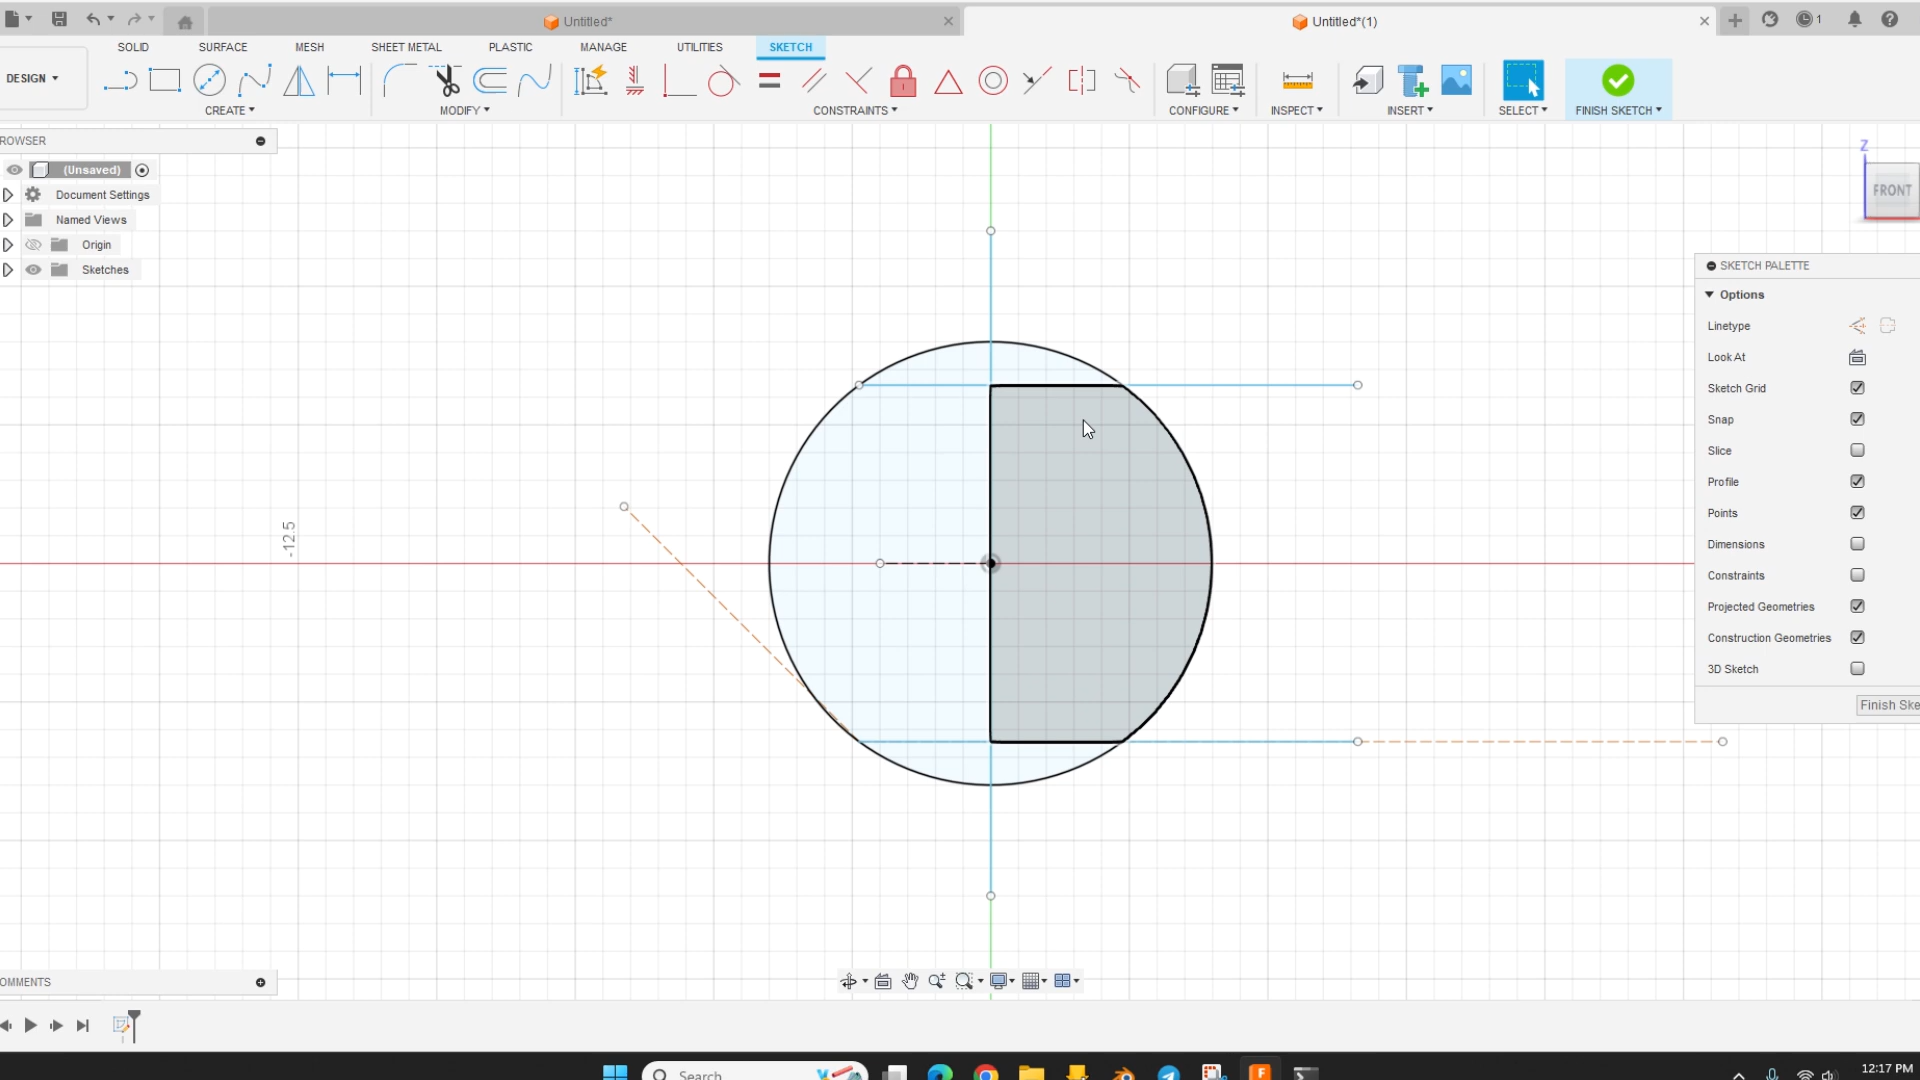 Untitled*
Untitled*(1)
1
SOLID SURFACE MESH SHEET METAL PLASTIC MANAGE UTILITIES SKETCH
DESIGN
CREATE MODIFY CONSTRAINTS CONFIGURE INSPECT INSERT SELECT FINISH SKETCH
ROWSER
(Unsaved)
Document Settings
Named Views
Origin
Sketches
Z
FRONT
-12.5
SKETCH PALETTE
Options
Linetype
Look At
Sketch Grid
Snap
Slice
Profile
Points
Dimensions
Constraints
Projected Geometries
Construction Geometries
3D Sketch
Finish Ske
OMMENTS
Search
12:17 PM